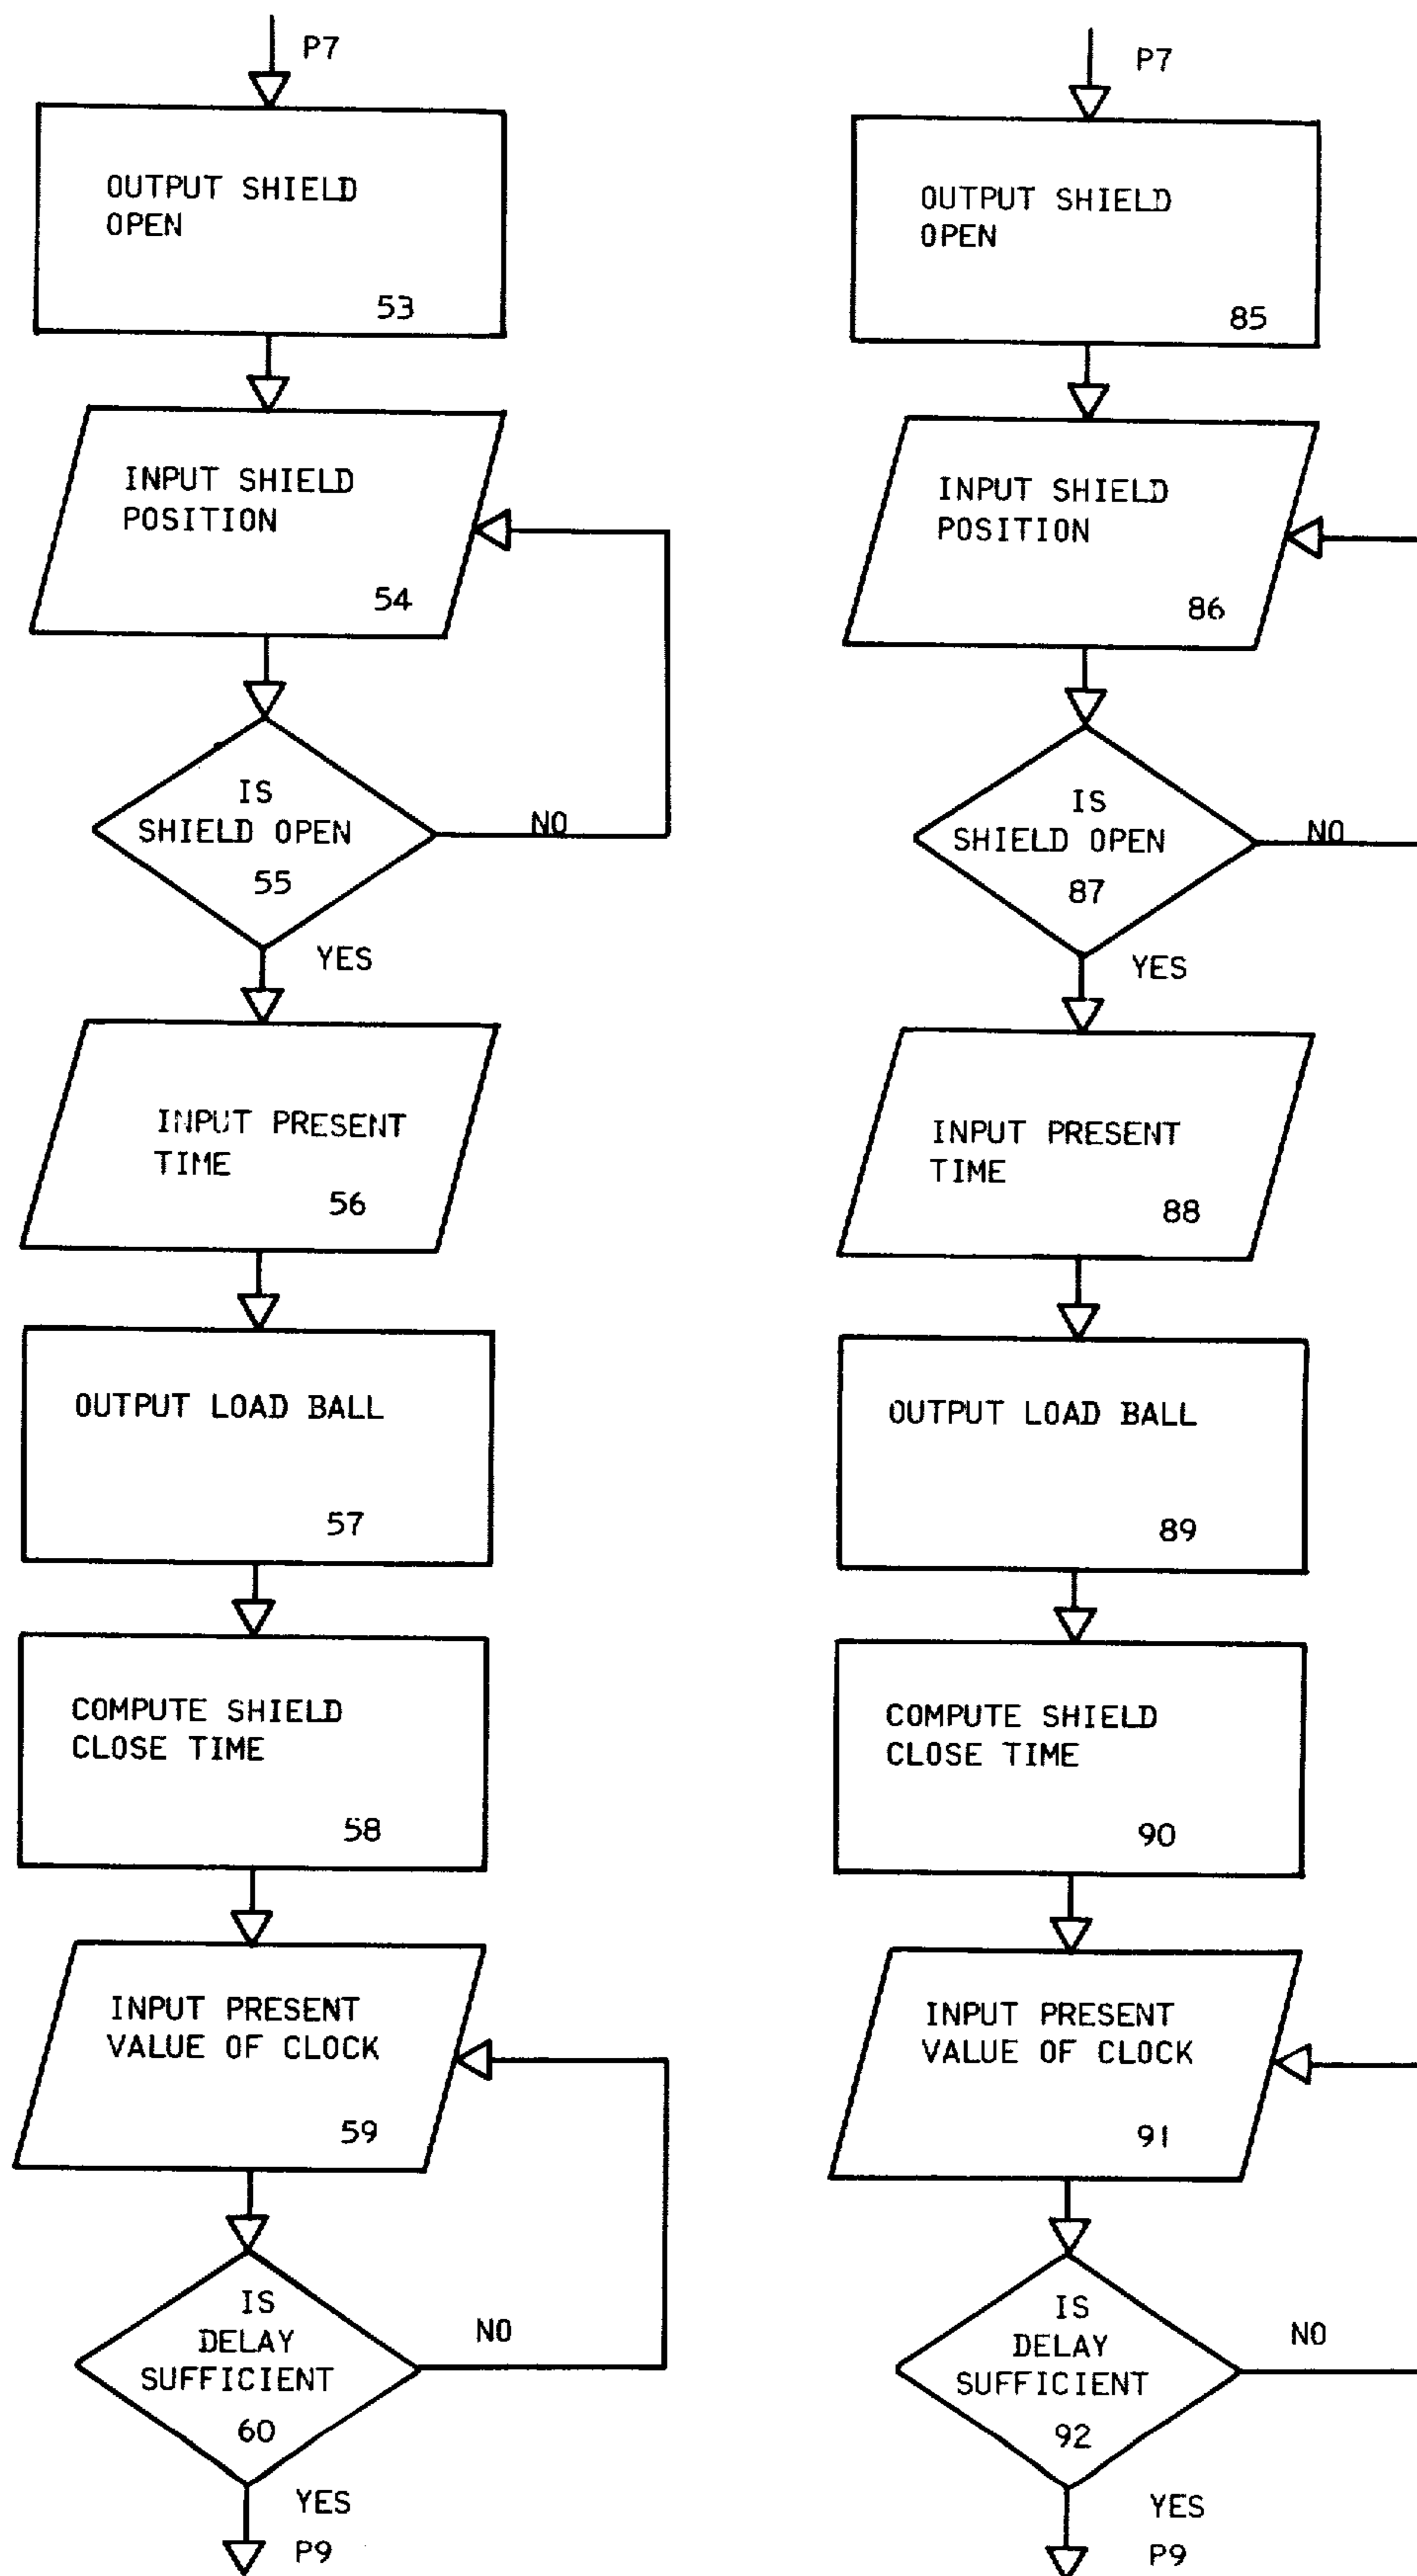 P7
OUTPUT SHIELD
OPEN
53
INPUT SHIELD
POSITION
54
IS
SHIELD OPEN
55
NO
YES
INPUT PRESENT
TIME
56
OUTPUT LOAD BALL
57
COMPUTE SHIELD
CLOSE TIME
58
INPUT PRESENT
VALUE OF CLOCK
59
IS
DELAY
SUFFICIENT
60
NO
YES
P9
P7
OUTPUT SHIELD
OPEN
85
INPUT SHIELD
POSITION
86
IS
SHIELD OPEN
87
NO
YES
INPUT PRESENT
TIME
88
OUTPUT LOAD BALL
89
COMPUTE SHIELD
CLOSE TIME
90
INPUT PRESENT
VALUE OF CLOCK
91
IS
DELAY
SUFFICIENT
92
NO
YES
P9